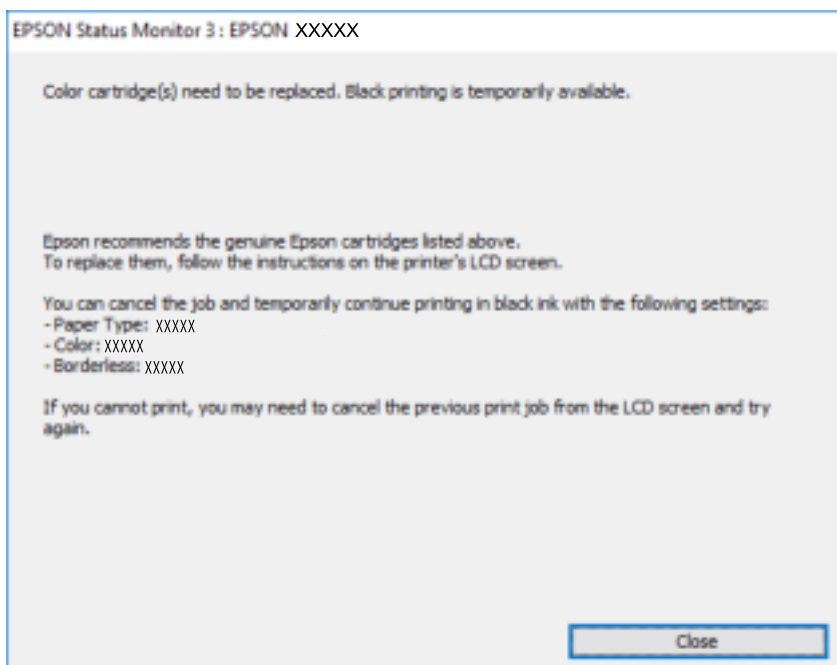 EPSON Status Monitor 3 : EPSON XXXXX
Color cartridge(s) need to be replaced. Black printing is temporarily available.
Epson recommends the genuine Epson cartridges listed above.
To replace them, follow the instructions on the printer's LCD screen.
You can cancel the job and temporarily continue printing in black ink with the following settings:
- Paper Type: XXXXX
- Color: XXXXX
- Borderless: XXXXX
If you cannot print, you may need to cancel the previous print job from the LCD screen and try
again.
Close